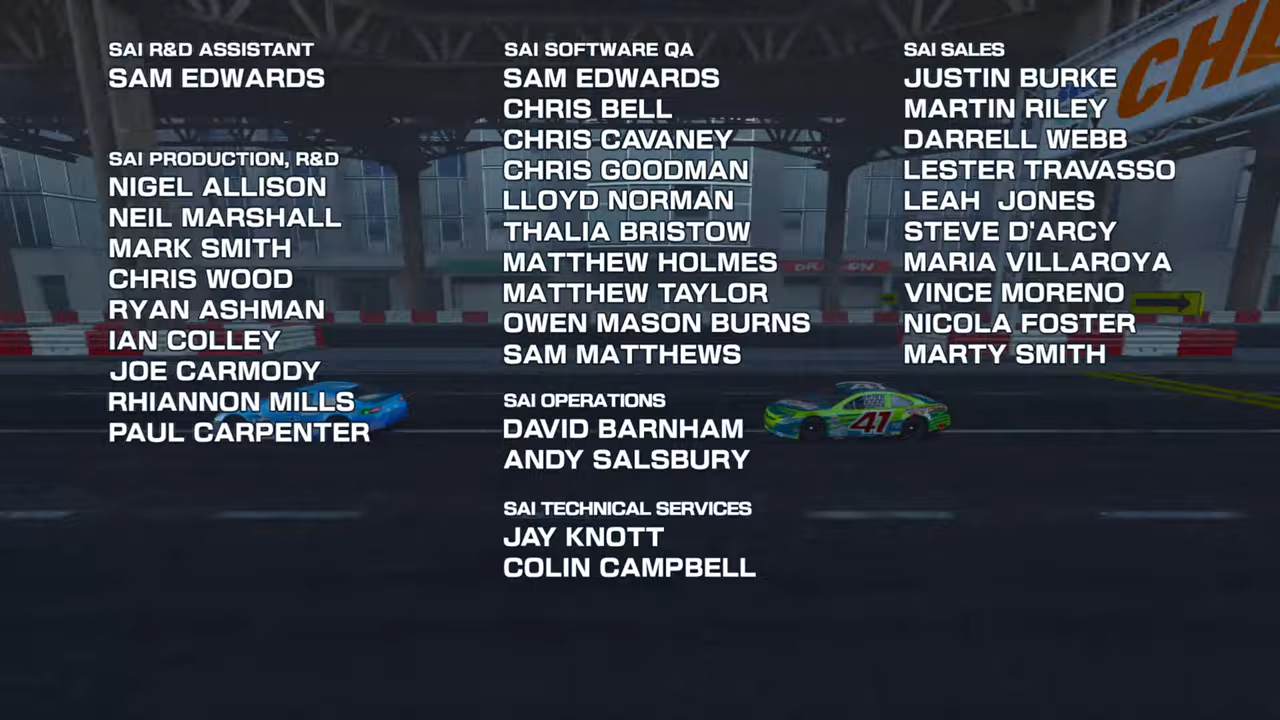 SAI R&D ASSISTANT
SAM EDWARDS
SAI PRODUCTION, R&D
NIGEL ALLISON
NEIL MARSHALL
MARK SMITH
CHRIS WOOD
RYAN ASHMAN
IAN COLLEY
JOE CARMODY
RHIANNON MILLS
PAUL CARPENTER
SAI SOFTWARE QA
SAM EDWARDS
CHRIS BELL
CHRIS CAVANEY
CHRIS GOODMAN
LLOYD NORMAN
THALIA BRISTOW
MATTHEW HOLMES
MATTHEW TAYLOR
OWEN MASON BURNS
SAM MATTHEWS
SAI OPERATIONS
DAVID BARNHAM
ANDY SALSBURY
SAI TECHNICAL SERVICES
JAY KNOTT
COLIN CAMPBELL
SAI SALES
JUSTIN BURKE
MARTIN RILEY
DARRELL WEBB
LESTER TRAVASSO
LEAH  JONES
STEVE D'ARCY
MARIA VILLAROYA
VINCE MORENO
NICOLA FOSTER
MARTY SMITH
41